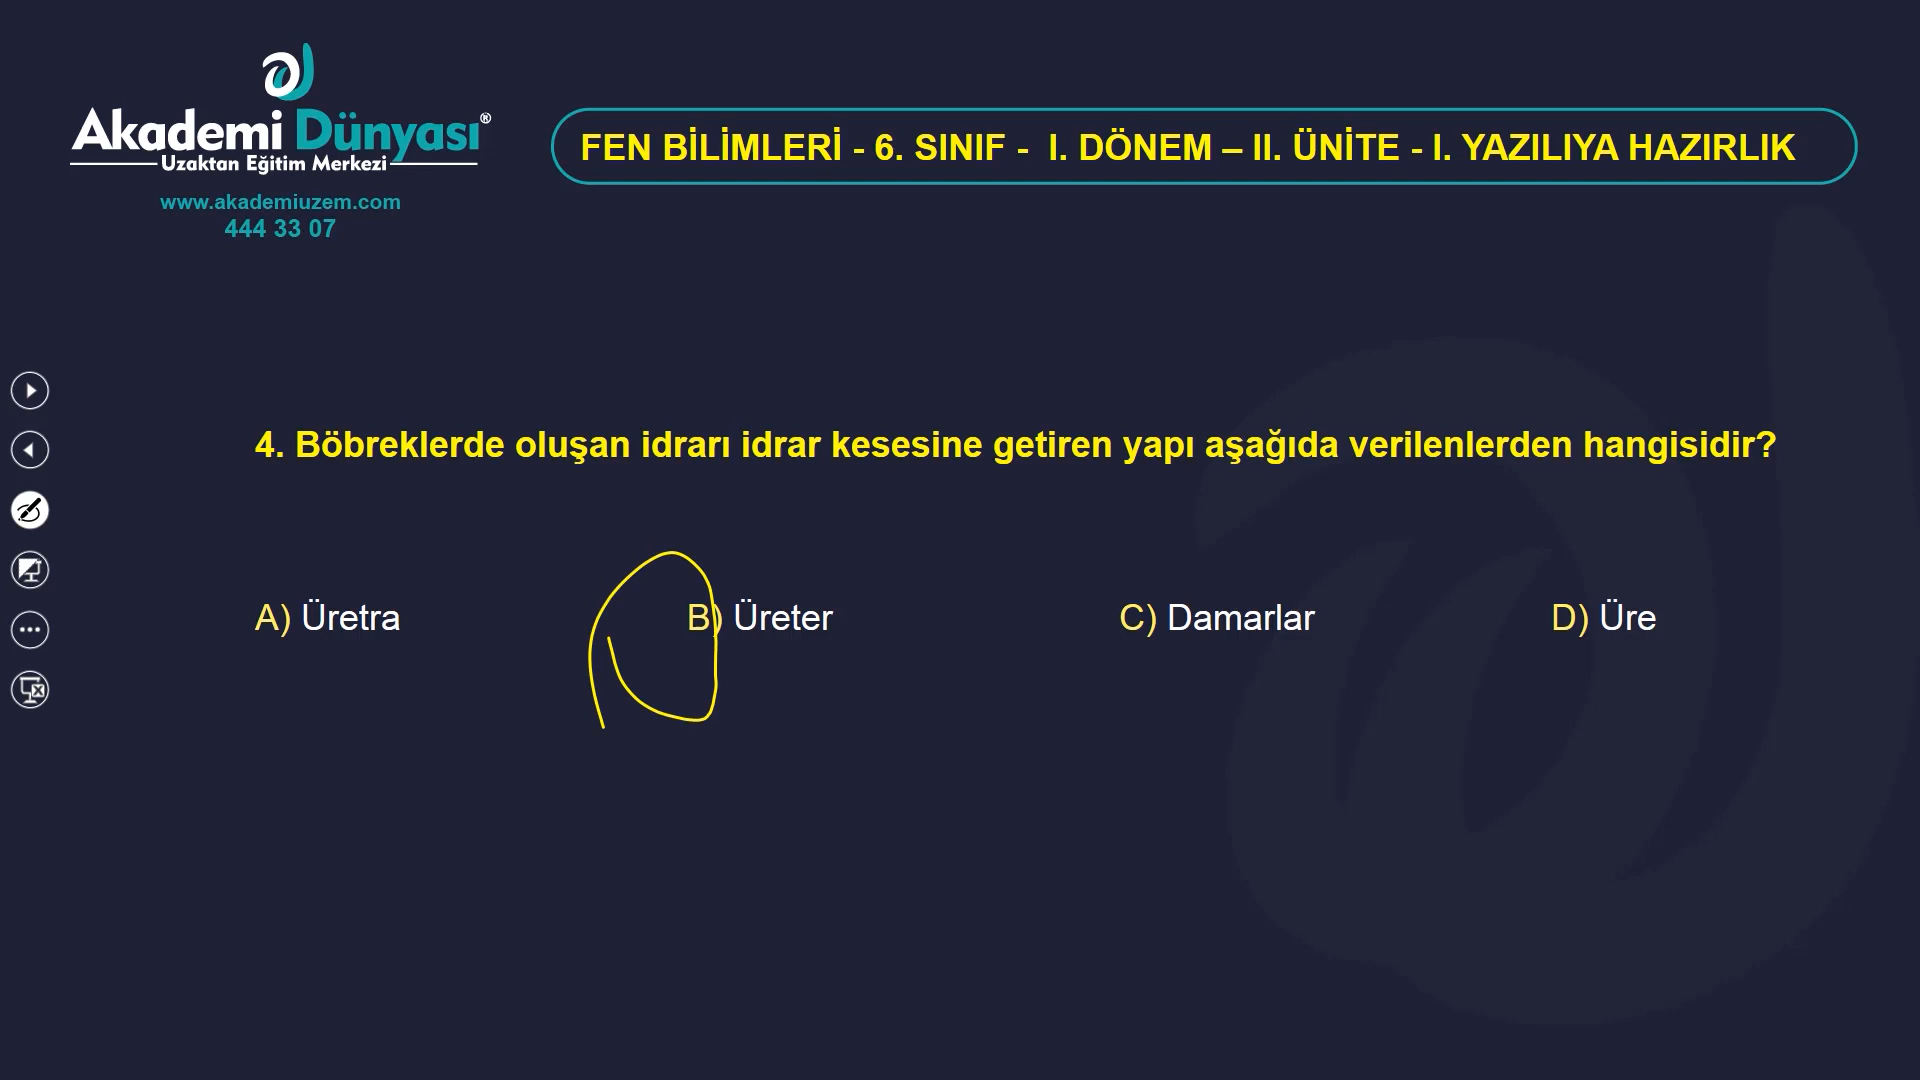 Akademi Dünyası®
Uzaktan Eğitim Merkezi
www.akademiuzem.com
444 33 07
FEN BİLİMLERİ - 6. SINIF - I. DÖNEM – II. ÜNİTE - I. YAZILIYA HAZIRLIK
4. Böbreklerde oluşan idrarı idrar kesesine getiren yapı aşağıda verilenlerden hangisidir?
A) Üretra B) Üreter C) Damarlar D) Üre